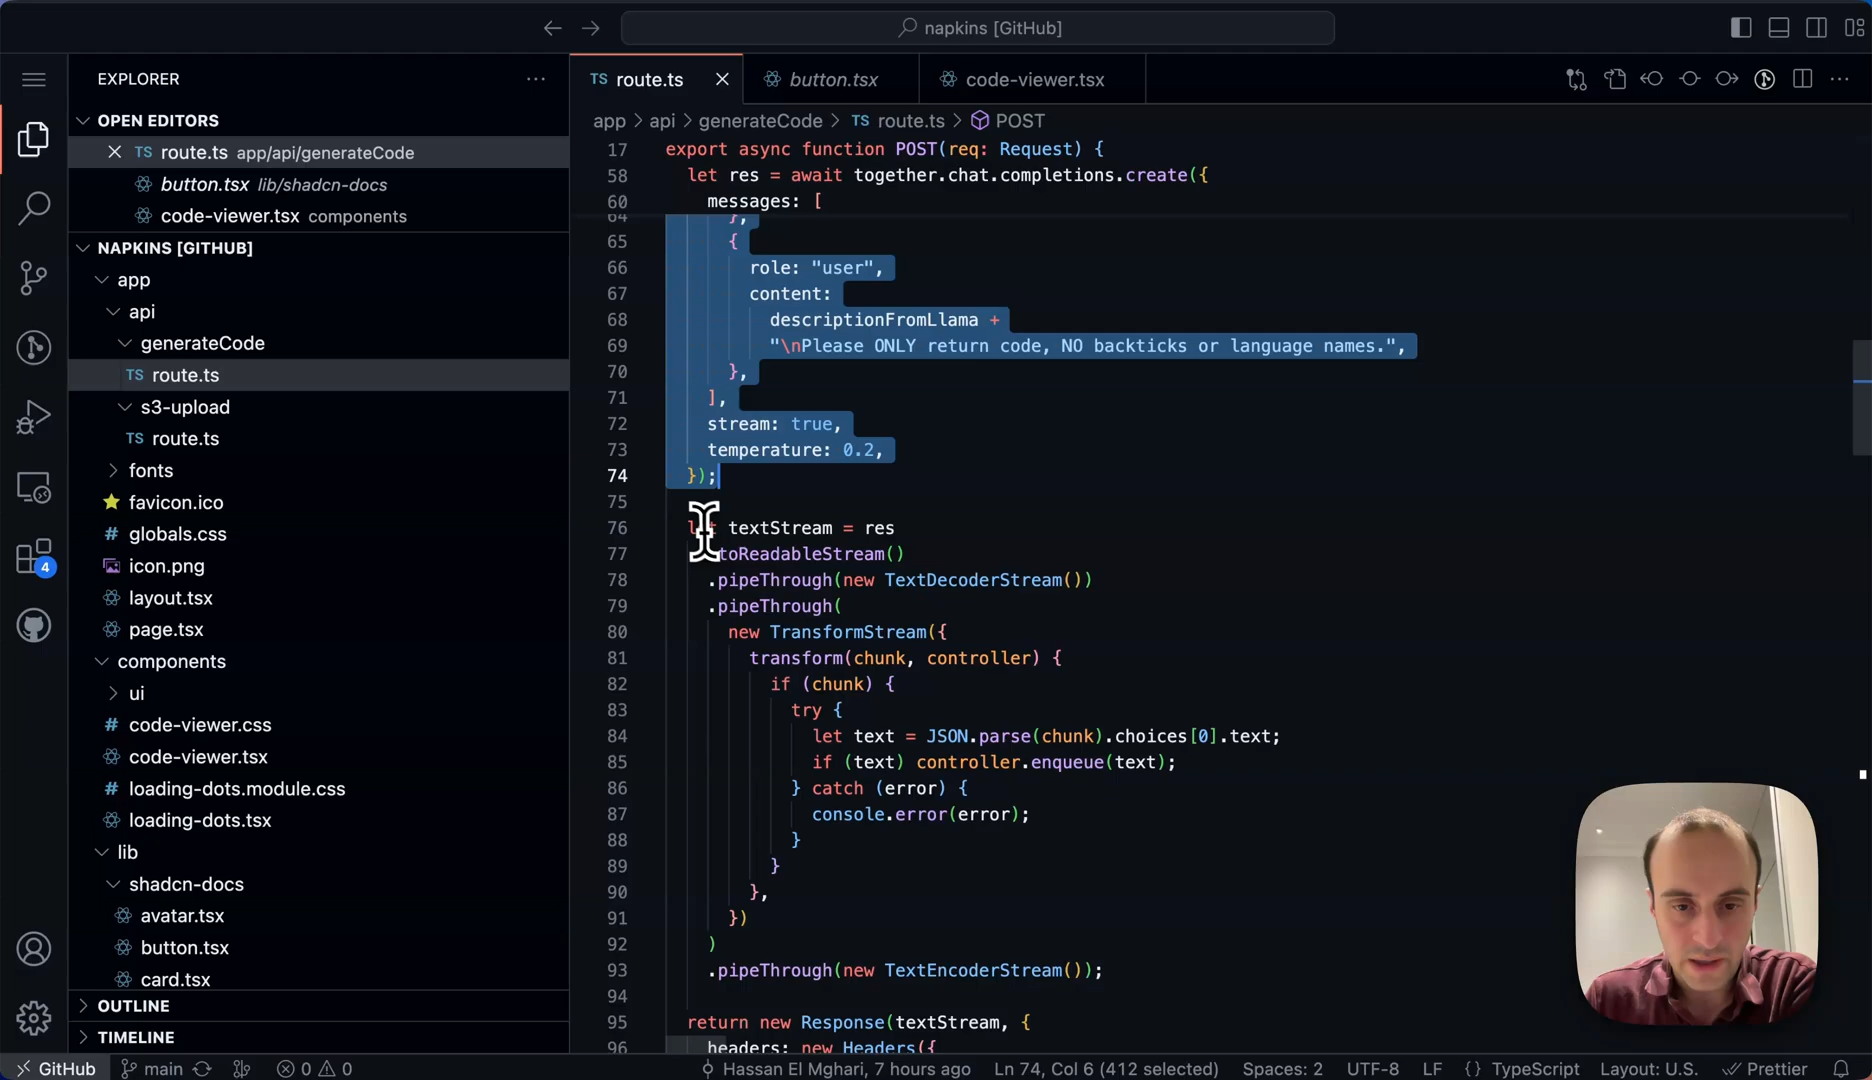 napkins [GitHub]
EXPLORER
OPEN EDITORS
TS route.ts app/api/generateCode
button.tsx lib/shadcn-docs
code-viewer.tsx components
NAPKINS [GITHUB]
app
api
generateCode
TS route.ts
s3-upload
TS route.ts
fonts
favicon.ico
# globals.css
icon.png
layout.tsx
page.tsx
components
ui
# code-viewer.css
code-viewer.tsx
# loading-dots.module.css
loading-dots.tsx
lib
shadcn-docs
avatar.tsx
button.tsx
card.tsx
OUTLINE
TIMELINE
4
TS route.ts
button.tsx
code-viewer.tsx
app > api > generateCode > TS route.ts > POST
17 export async function POST(req: Request) {
58 let res = await together.chat.completions.create({
60 messages: [
64 },
65 {
66 role: "user",
67 content:
68 descriptionFromLlama +
69 "\nPlease ONLY return code, NO backticks or language names.",
70 },
71 ],
72 stream: true,
73 temperature: 0.2,
74 });
75
76 let textStream = res
77 .toReadableStream()
78 .pipeThrough(new TextDecoderStream())
79 .pipeThrough(
80 new TransformStream({
81 transform(chunk, controller) {
82 if (chunk) {
83 try {
84 let text = JSON.parse(chunk).choices[0].text;
85 if (text) controller.enqueue(text);
86 } catch (error) {
87 console.error(error);
88 }
89 }
90 },
91 })
92 )
93 .pipeThrough(new TextEncoderStream());
94
95 return new Response(textStream, {
96 headers: new Headers({
GitHub main 0 0 Hassan El Mghari, 7 hours ago Ln 74, Col 6 (412 selected) Spaces: 2 UTF-8 LF {} TypeScript Layout: U.S. Prettier